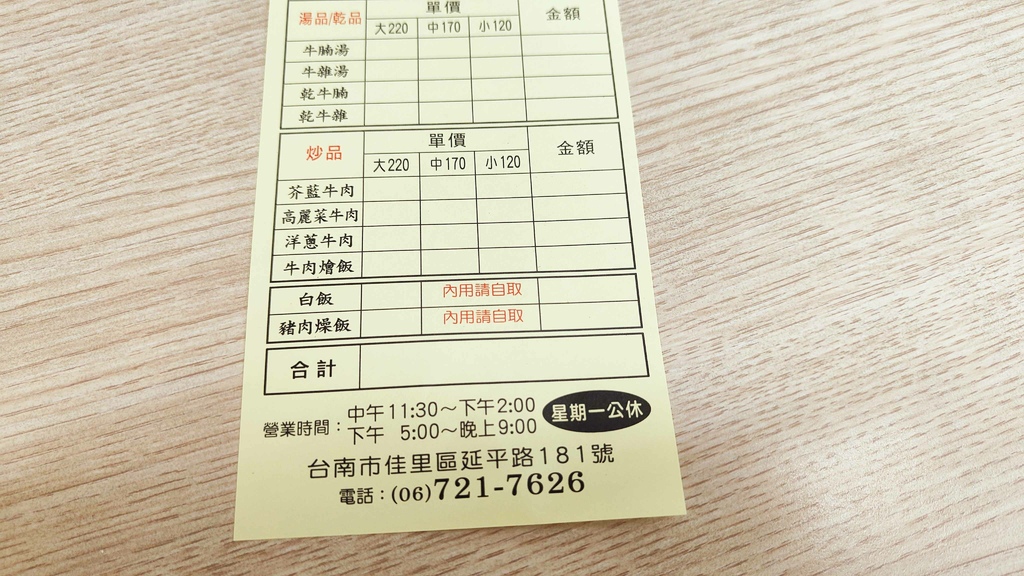 湯品/乾品 單價 金額
大220 中170 小120
牛腩湯
牛雜湯
乾牛腩
乾牛雜
炒品 單價 金額
大220 中170 小120
芥藍牛肉
高麗菜牛肉
洋蔥牛肉
牛肉燴飯
白飯 內用請自取
豬肉燥飯 內用請自取
合計
營業時間：中午11:30～下午2:00
下午 5:00～晚上9:00
星期一公休
台南市佳里區延平路181號
電話：(06)721-7626